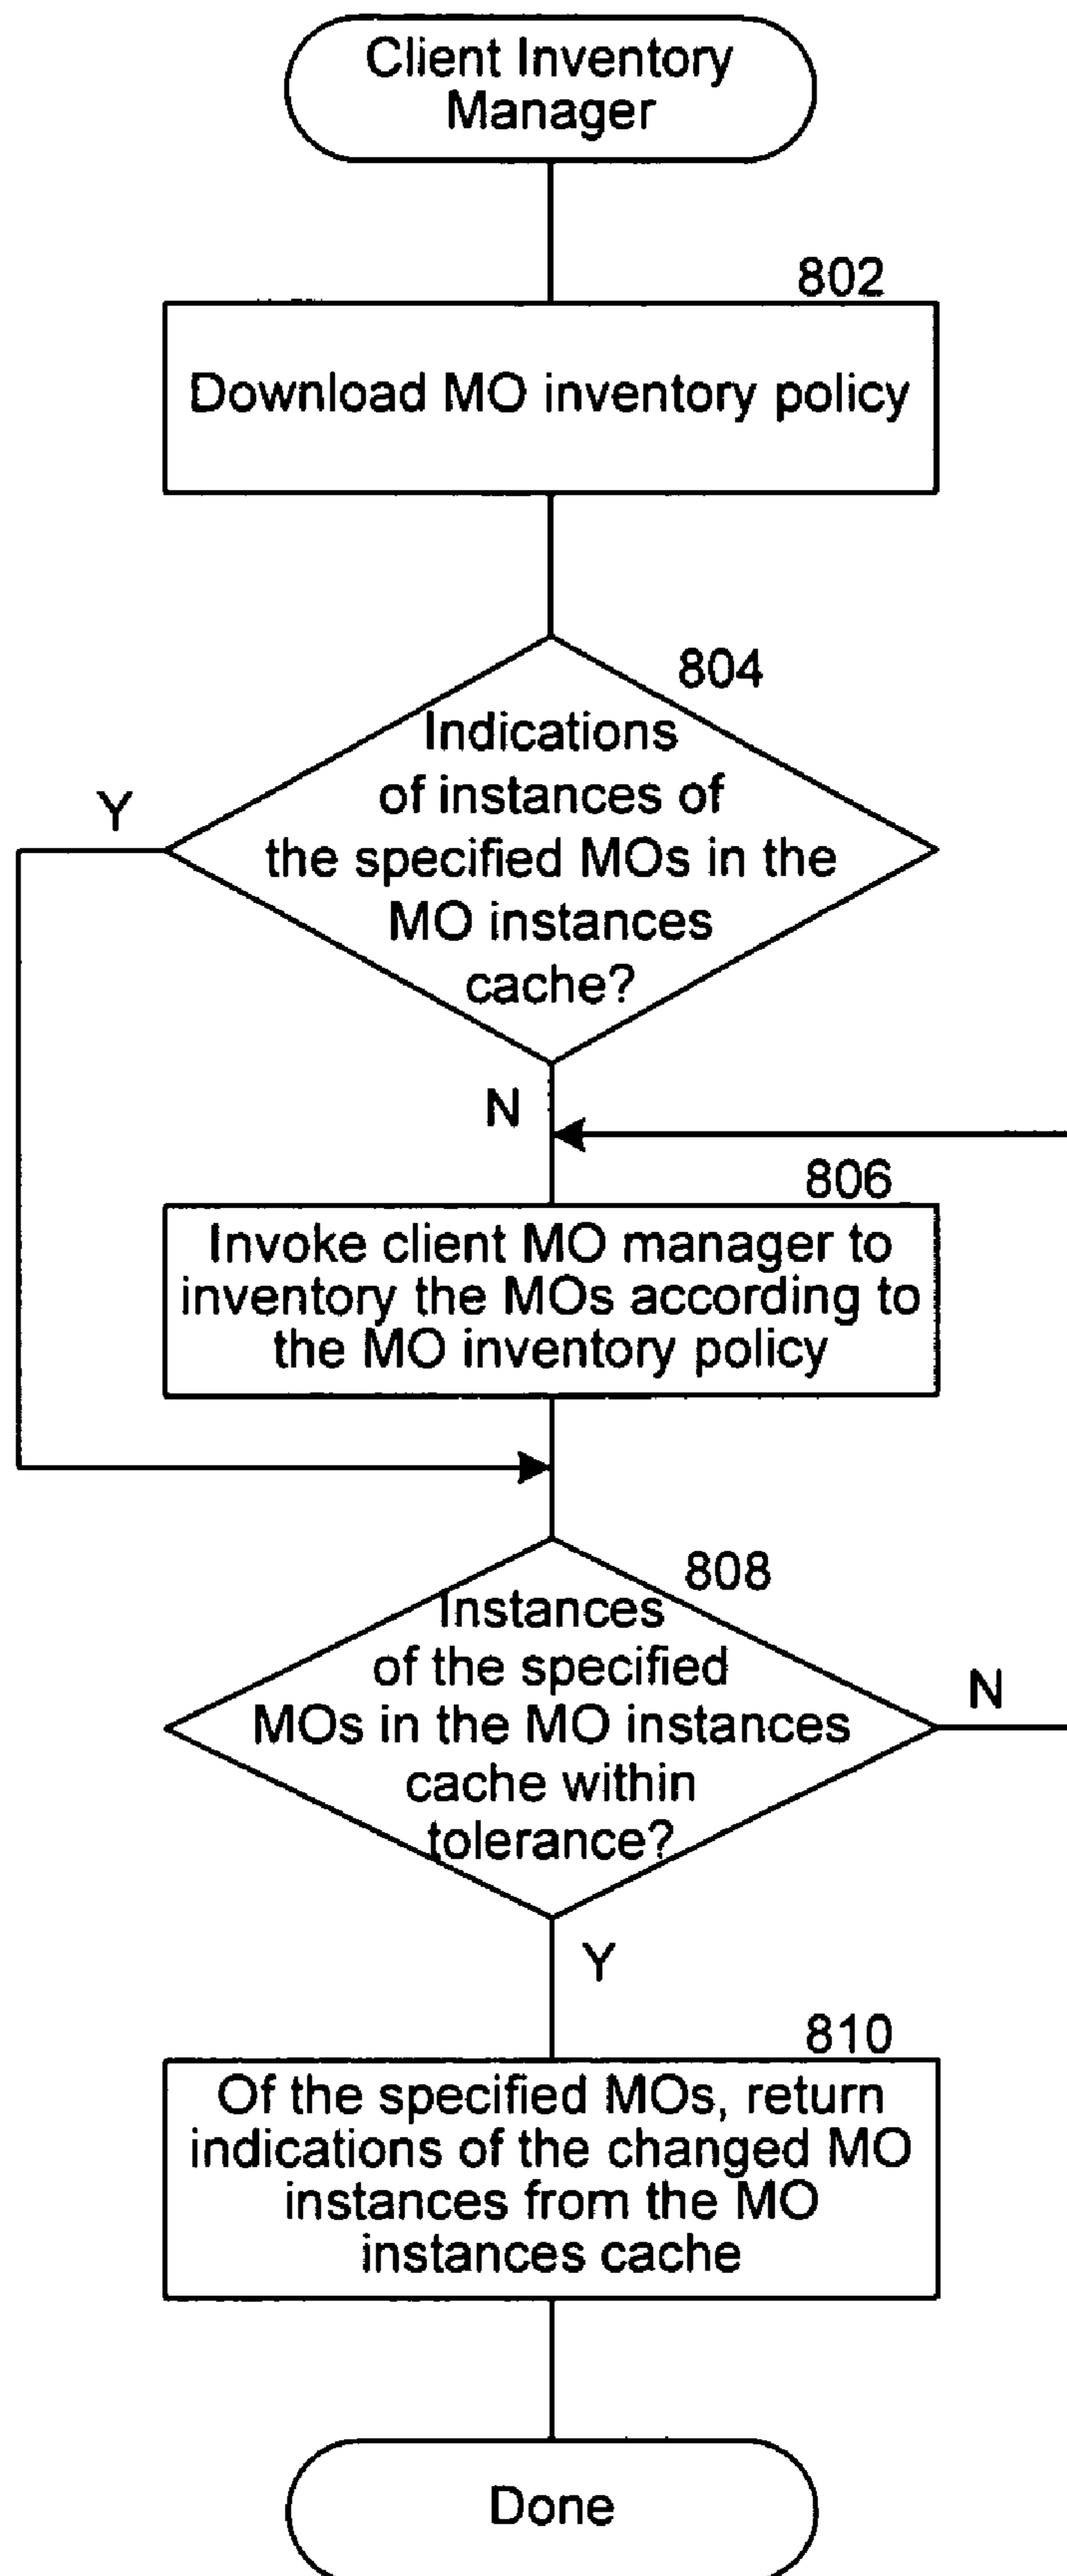 Client Inventory
Manager
802
Download MO inventory policy
804
Indications
of instances of
the specified MOs in the
MO instances
cache?
Y
N
806
Invoke client MO manager to
inventory the MOs according to
the MO inventory policy
808
Instances
of the specified
MOs in the MO instances
cache within
tolerance?
N
Y
810
Of the specified MOs, return
indications of the changed MO
instances from the MO
instances cache
Done